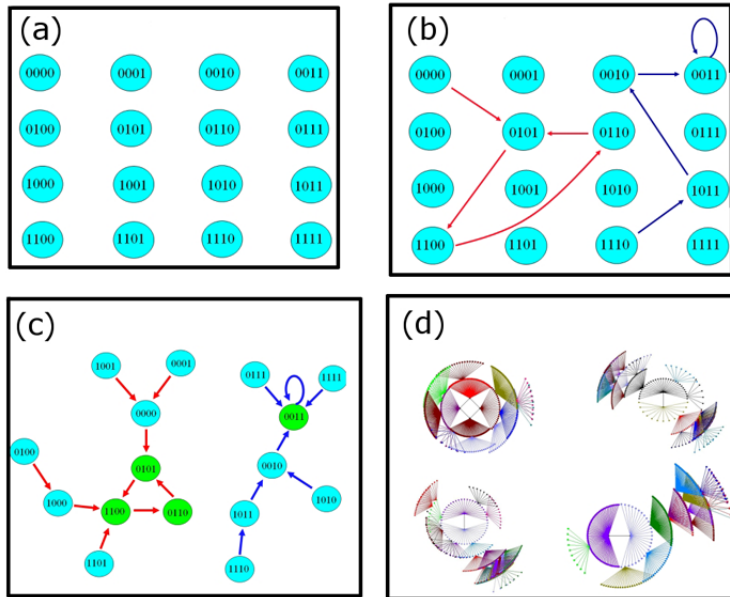 (a)
0000 0001 0010 0011
0100 0101 0110 0111
1000 1001 1010 1011
1100 1101 1110 1111
(b)
0000 0001 0010 0011
0100 0101 0110 0111
1000 1001 1010 1011
1100 1101 1110 1111
(c)
1001 0001 0111 1111
0000 0011
0100 0101 0010
1000 1100 0110 1011 1010
1101 1110
(d)